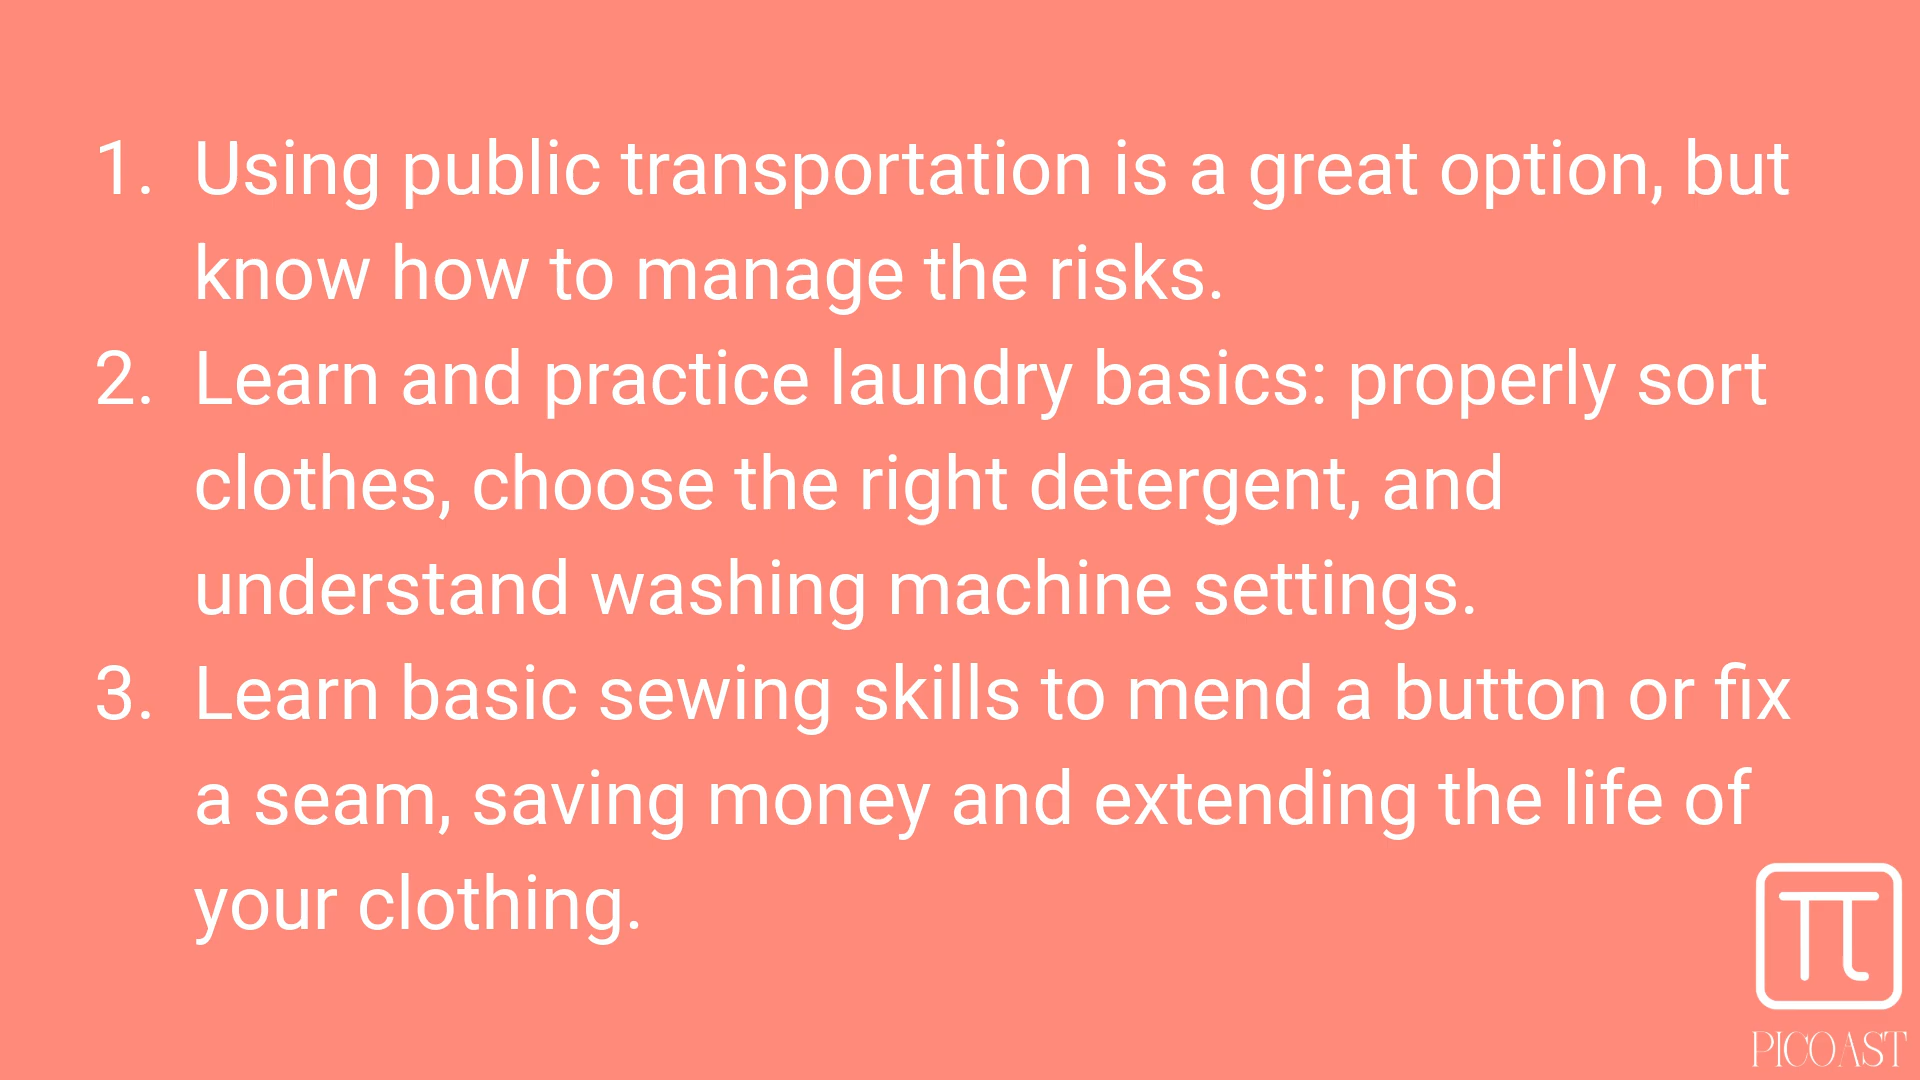 1. Using public transportation is a great option, but
know how to manage the risks.
2. Learn and practice laundry basics: properly sort
clothes, choose the right detergent, and
understand washing machine settings.
3. Learn basic sewing skills to mend a button or fix
a seam, saving money and extending the life of
your clothing.
π
PICOAST